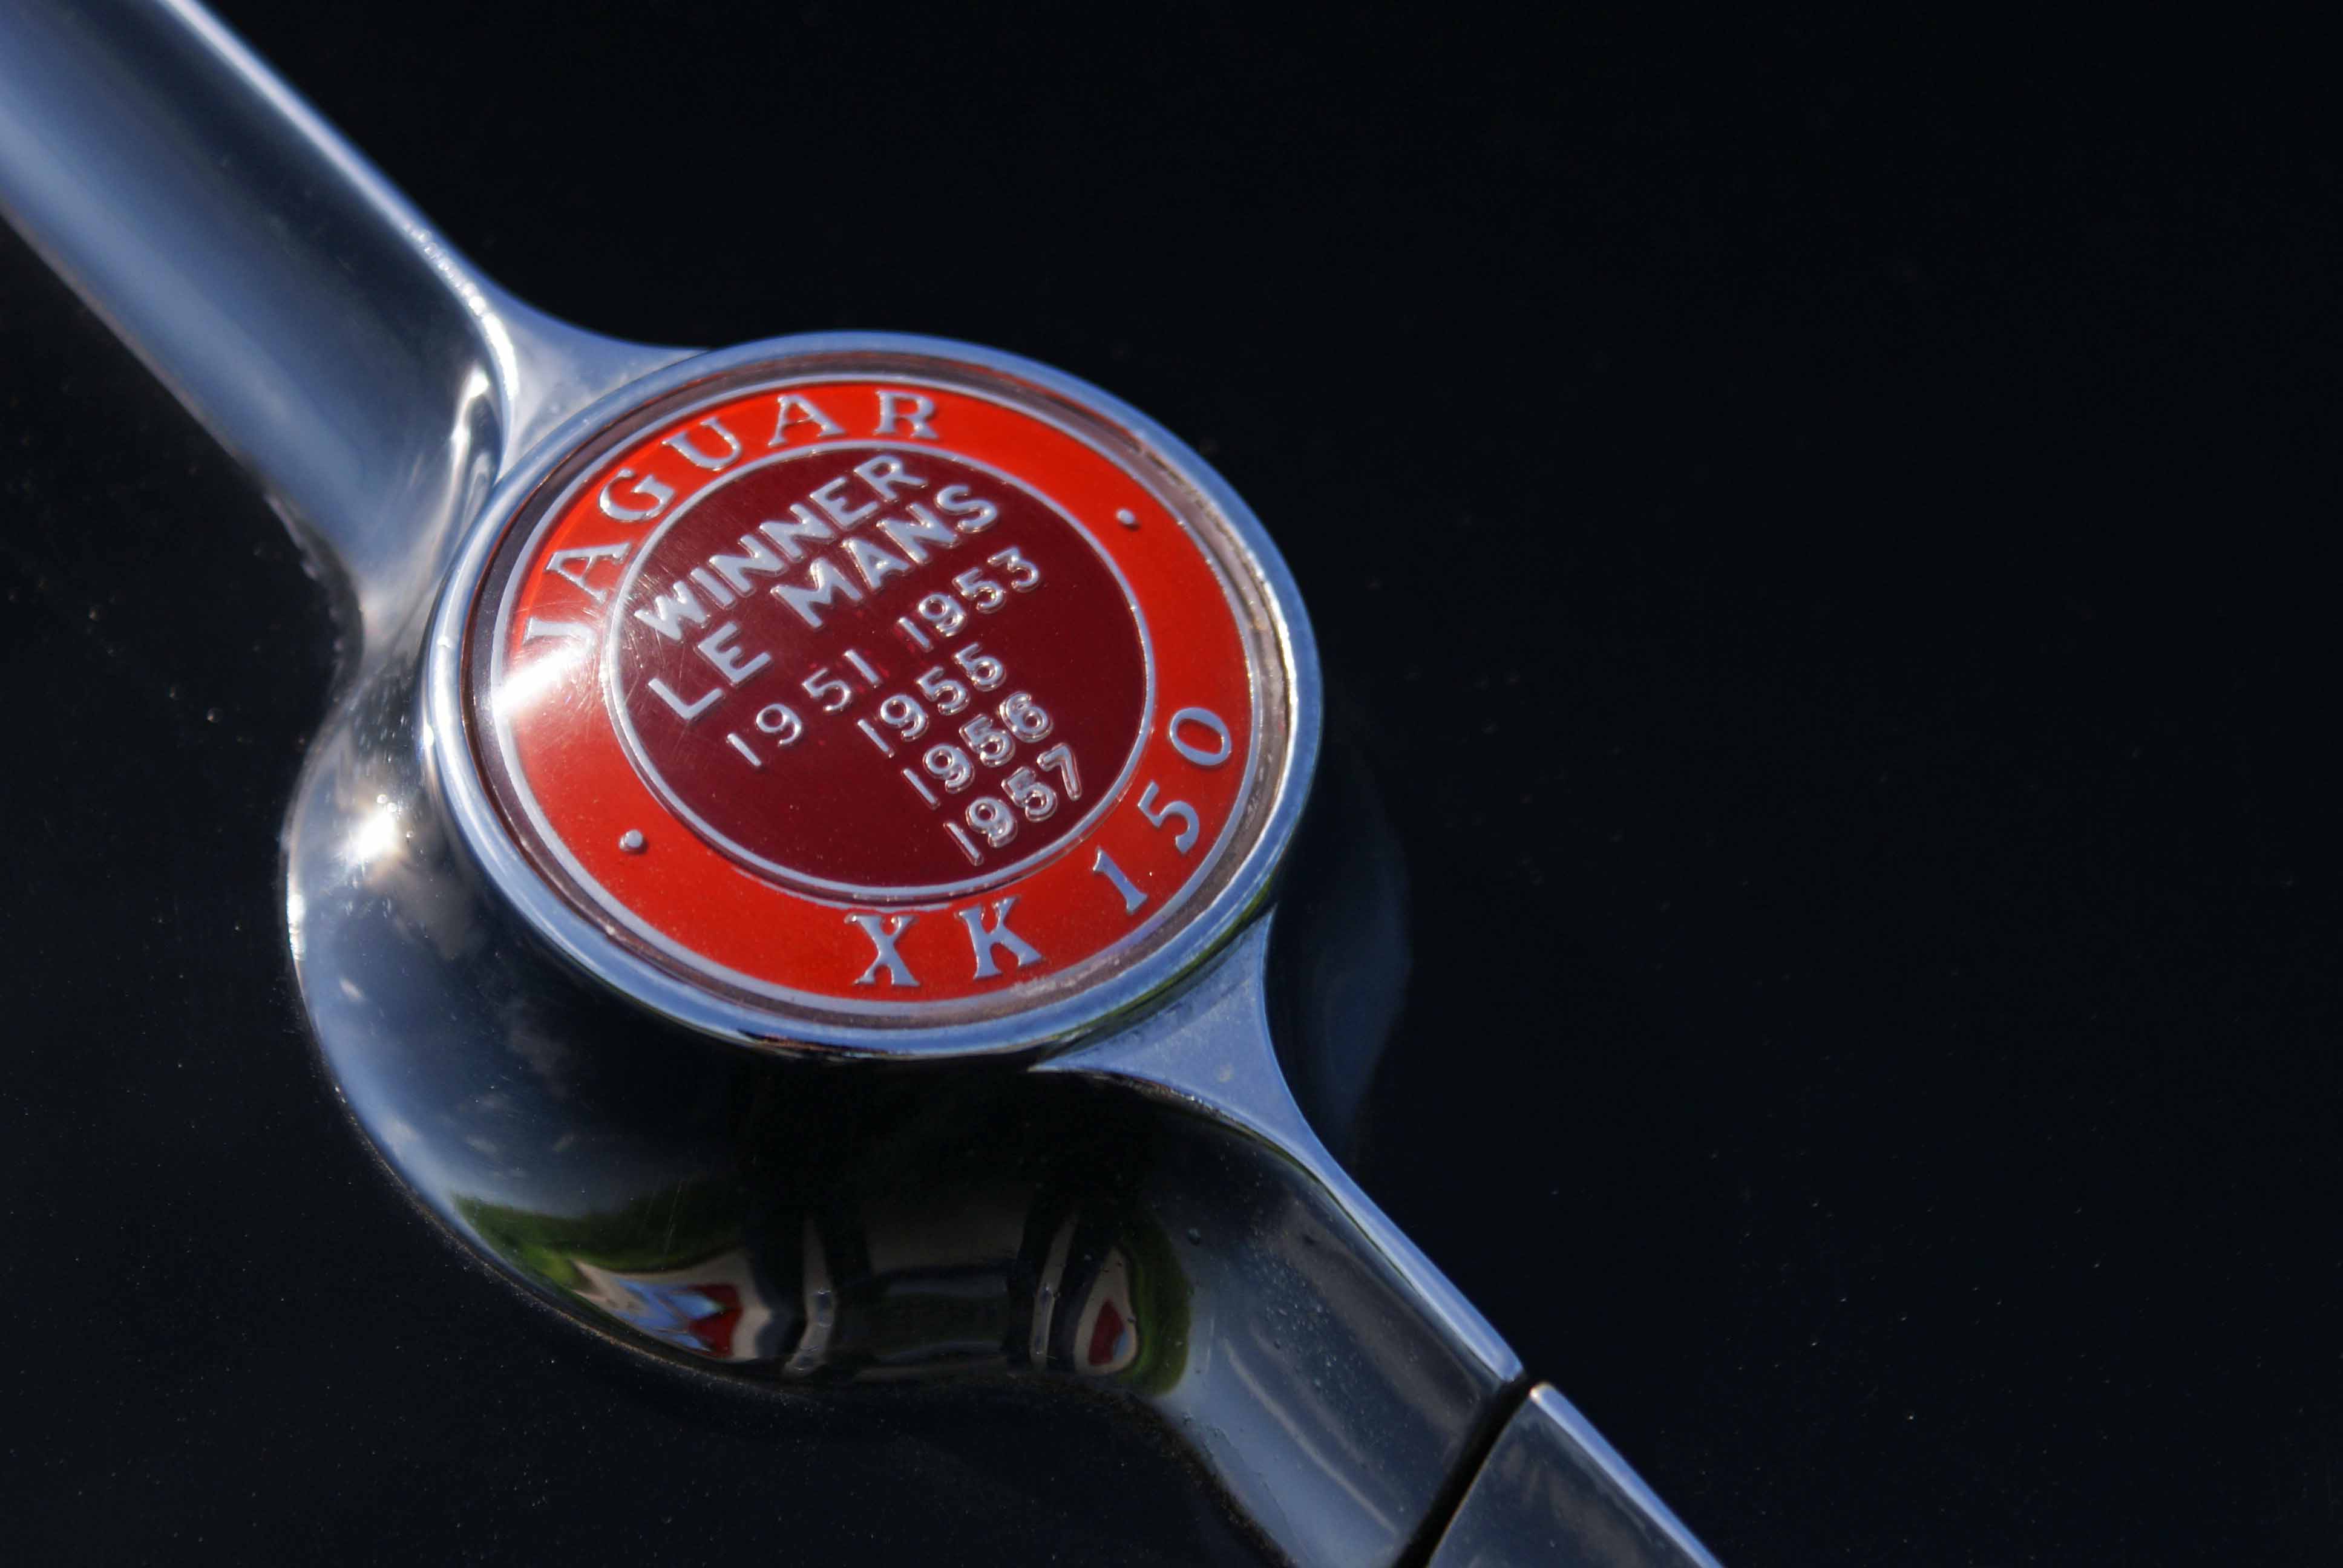 JAGUAR
WINNER
LE MANS
1951 1953
1955
1956
1957
XK 150